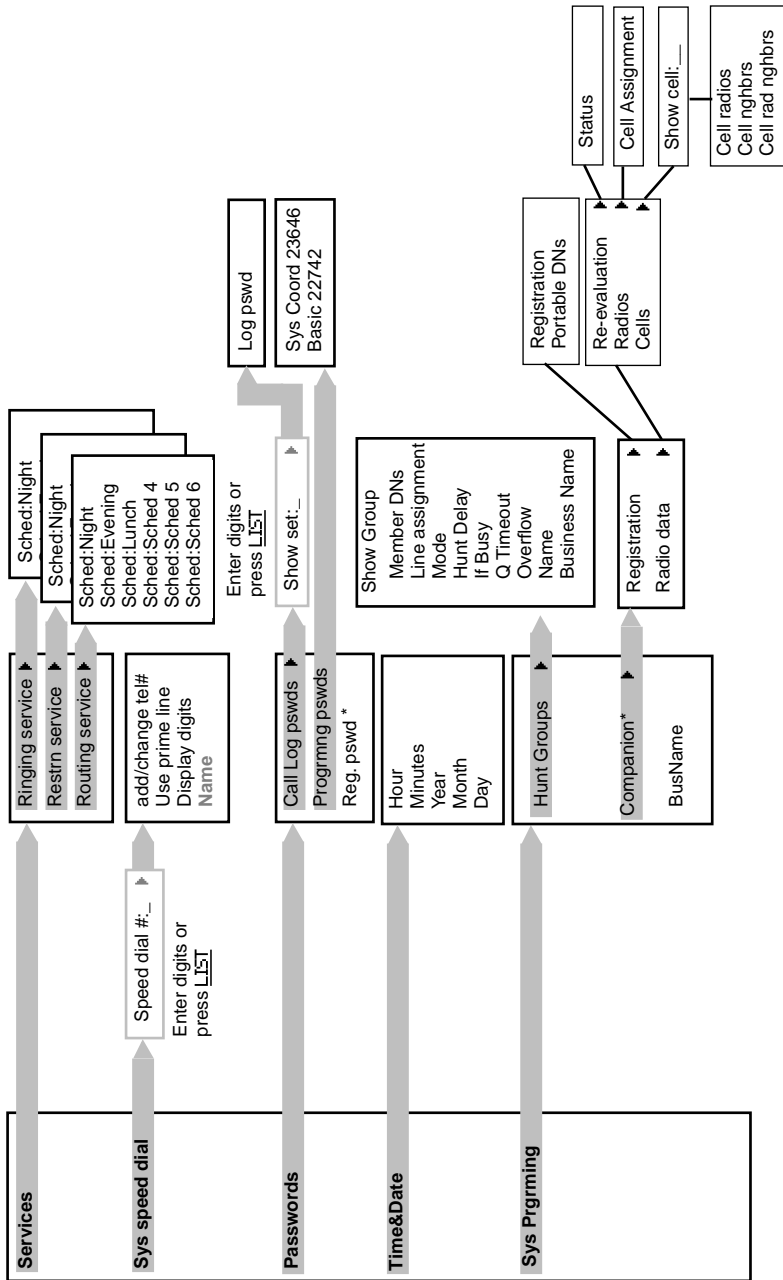 Services
Ringing service
Restrn service
Routing service
Sched:Night
Sched:Night
Sched:Night
Sched:Evening
Sched:Lunch
Sched:Sched 4
Sched:Sched 5
Sched:Sched 6
Sys speed dial
Speed dial #:_
Enter digits or
press LIST
add/change tel#
Use prime line
Display digits
Name
Passwords
Call Log pswds
Progrmng pswds
Reg. pswd *
Enter digits or
press LIST
Show set:_
Log pswd
Sys Coord 23646
Basic 22742
Time&Date
Hour
Minutes
Year
Month
Day
Sys Prgrming
Hunt Groups
Companion*
BusName
Show Group
Member DNs
Line assignment
Mode
Hunt Delay
If Busy
Q Timeout
Overflow
Name
Business Name
Registration
Radio data
Registration
Portable DNs
Re-evaluation
Radios
Cells
Status
Cell Assignment
Show cell:__
Cell radios
Cell nghbrs
Cell rad nghbrs